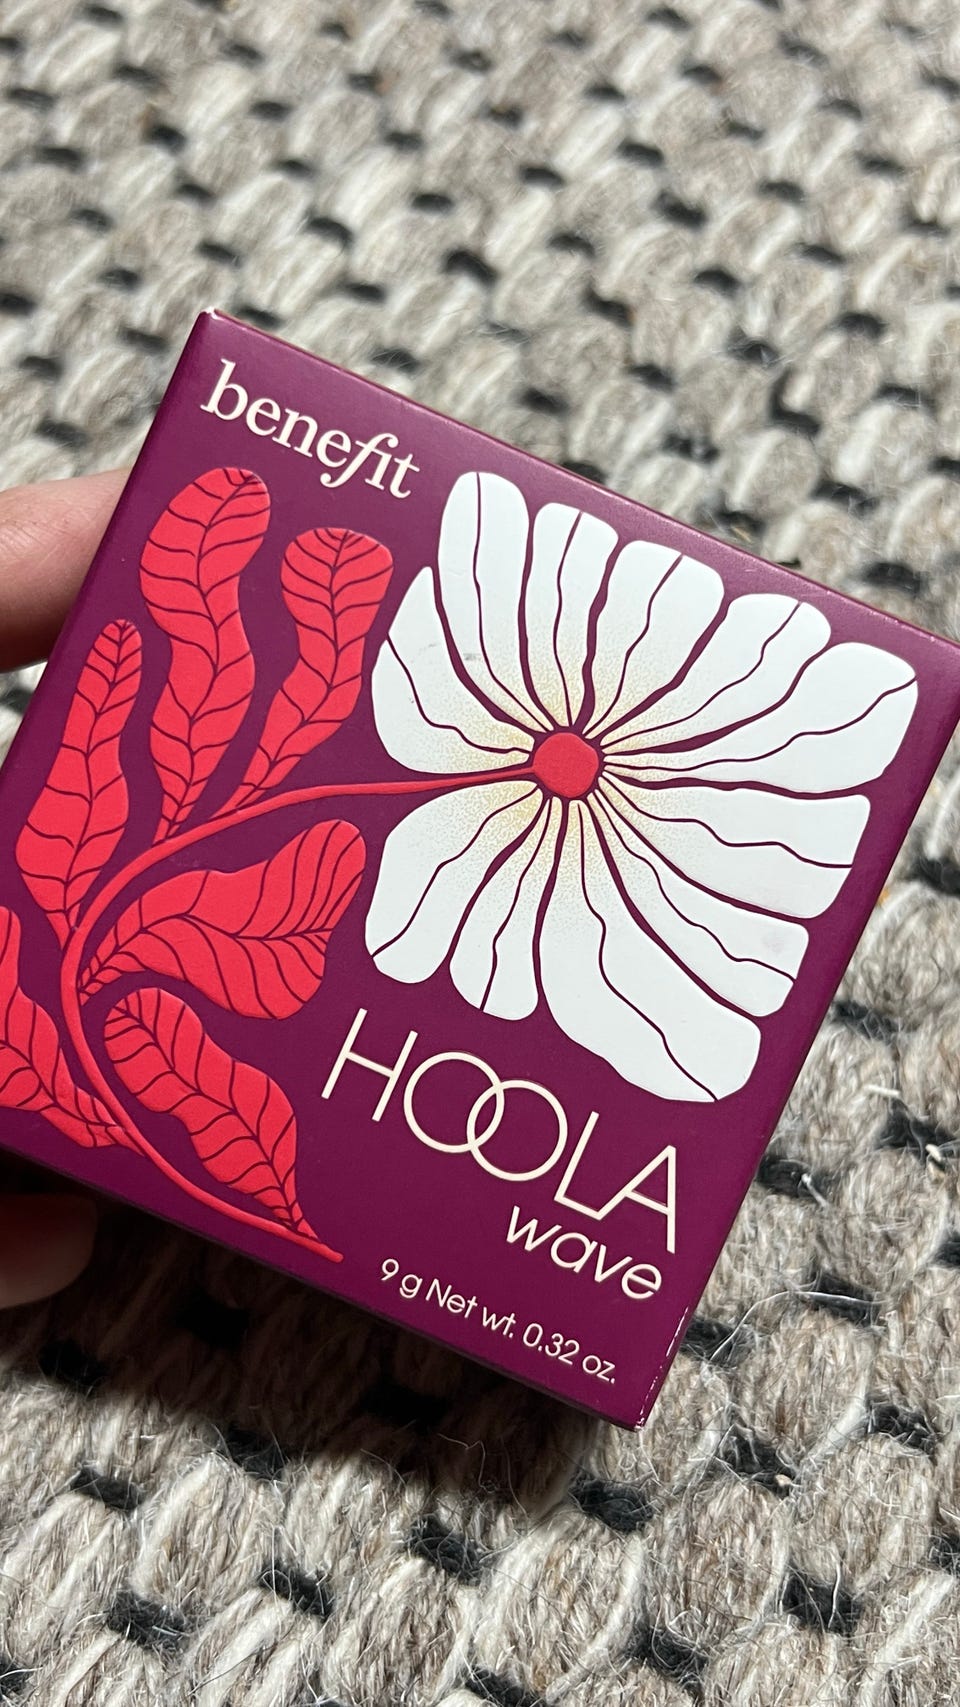 benefit
HOOLA
wave
9 g Net wt. 0.32 oz.